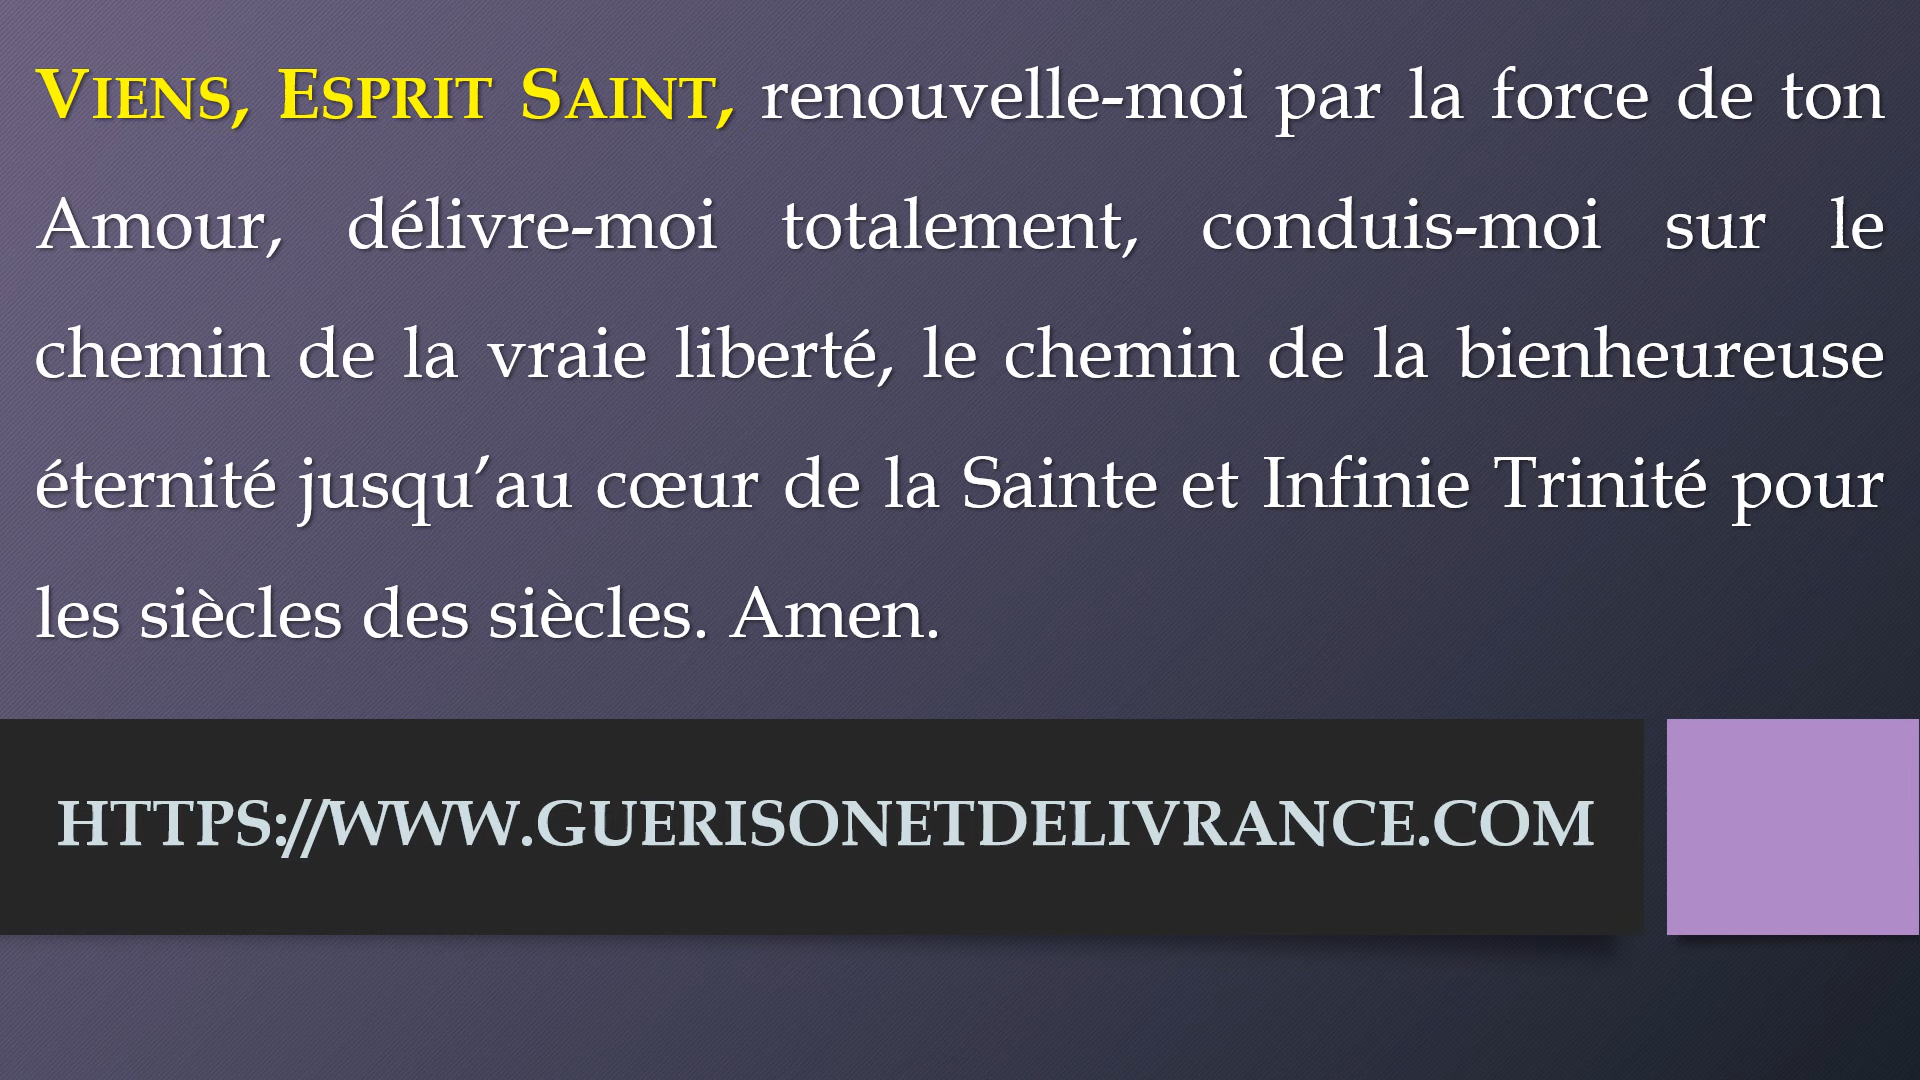 VIENS, ESPRIT SAINT, renouvelle-moi par la force de ton
Amour, délivre-moi totalement, conduis-moi sur le
chemin de la vraie liberté, le chemin de la bienheureuse
éternité jusqu’au cœur de la Sainte et Infinie Trinité pour
les siècles des siècles. Amen.
HTTPS://WWW.GUERISONETDELIVRANCE.COM